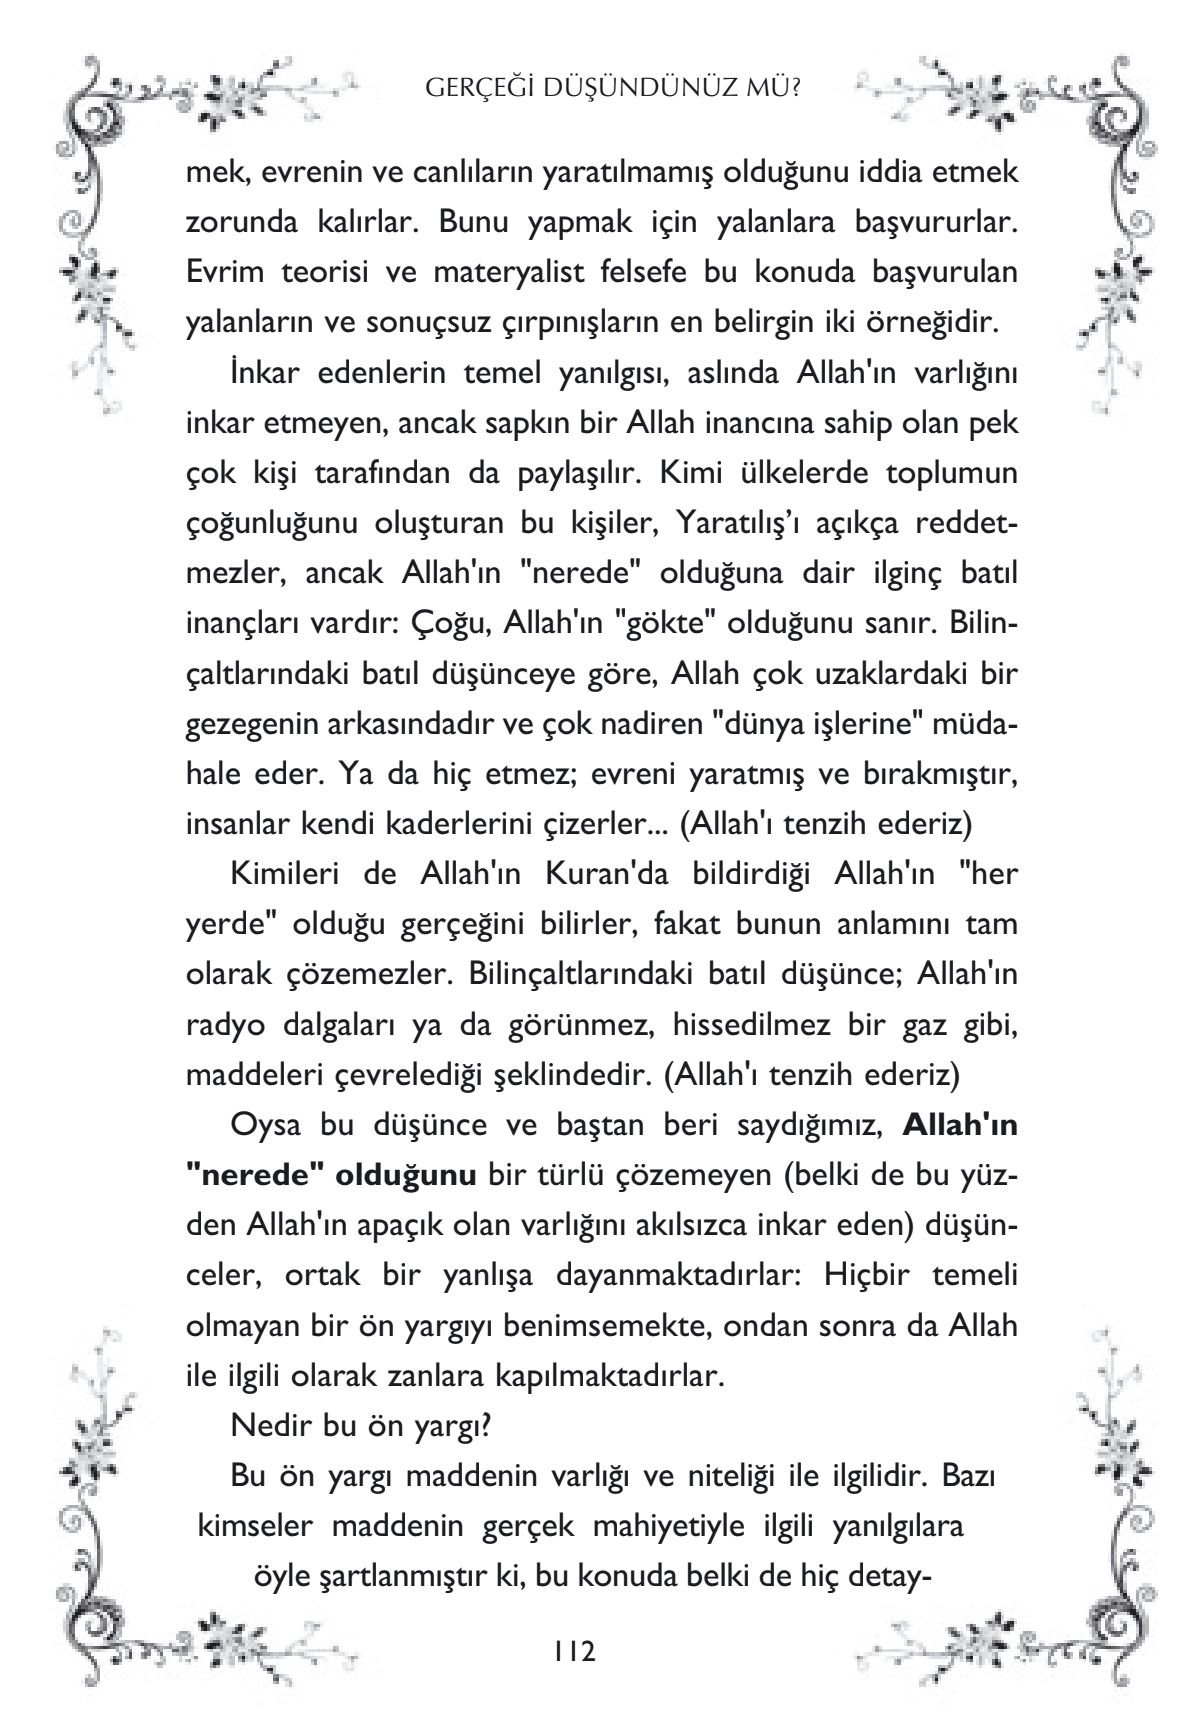 GERÇEĞİ DÜŞÜNDÜNÜZ MÜ?
mek, evrenin ve canlıların yaratılmamış olduğunu iddia etmek
zorunda kalırlar. Bunu yapmak için yalanlara başvururlar.
Evrim teorisi ve materyalist felsefe bu konuda başvurulan
yalanların ve sonuçsuz çırpınışların en belirgin iki örneğidir.
İnkar edenlerin temel yanılgısı, aslında Allah'ın varlığını
inkar etmeyen, ancak sapkın bir Allah inancına sahip olan pek
çok kişi tarafından da paylaşılır. Kimi ülkelerde toplumun
çoğunluğunu oluşturan bu kişiler, Yaratılış’ı açıkça reddet-
mezler, ancak Allah'ın "nerede" olduğuna dair ilginç batıl
inançları vardır: Çoğu, Allah'ın "gökte" olduğunu sanır. Bilin-
çaltlarındaki batıl düşünceye göre, Allah çok uzaklardaki bir
gezegenin arkasındadır ve çok nadiren "dünya işlerine" müda-
hale eder. Ya da hiç etmez; evreni yaratmış ve bırakmıştır,
insanlar kendi kaderlerini çizerler... (Allah'ı tenzih ederiz)
Kimileri de Allah'ın Kuran'da bildirdiği Allah'ın "her
yerde" olduğu gerçeğini bilirler, fakat bunun anlamını tam
olarak çözemezler. Bilinçaltlarındaki batıl düşünce; Allah'ın
radyo dalgaları ya da görünmez, hissedilmez bir gaz gibi,
maddeleri çevrelediği şeklindedir. (Allah'ı tenzih ederiz)
Oysa bu düşünce ve baştan beri saydığımız, Allah'ın
"nerede" olduğunu bir türlü çözemeyen (belki de bu yüz-
den Allah'ın apaçık olan varlığını akılsızca inkar eden) düşün-
celer, ortak bir yanlışa dayanmaktadırlar: Hiçbir temeli
olmayan bir ön yargıyı benimsemekte, ondan sonra da Allah
ile ilgili olarak zanlara kapılmaktadırlar.
Nedir bu ön yargı?
Bu ön yargı maddenin varlığı ve niteliği ile ilgilidir. Bazı
kimseler maddenin gerçek mahiyetiyle ilgili yanılgılara
öyle şartlanmıştır ki, bu konuda belki de hiç detay-
112